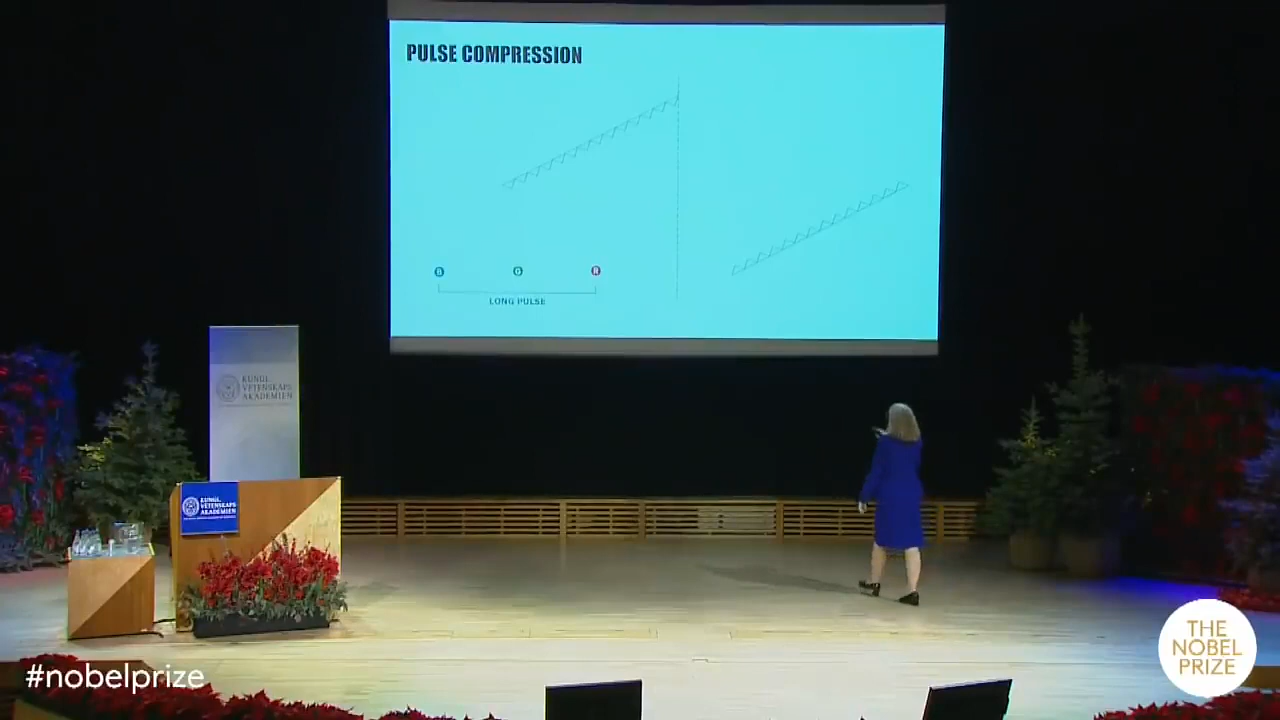 PULSE COMPRESSION
B G R
LONG PULSE
KUNGL.
VETENSKAPS
AKADEMIEN
KUNGL.
VETENSKAPS
AKADEMIEN
#nobelprize
THE
NOBEL
PRIZE